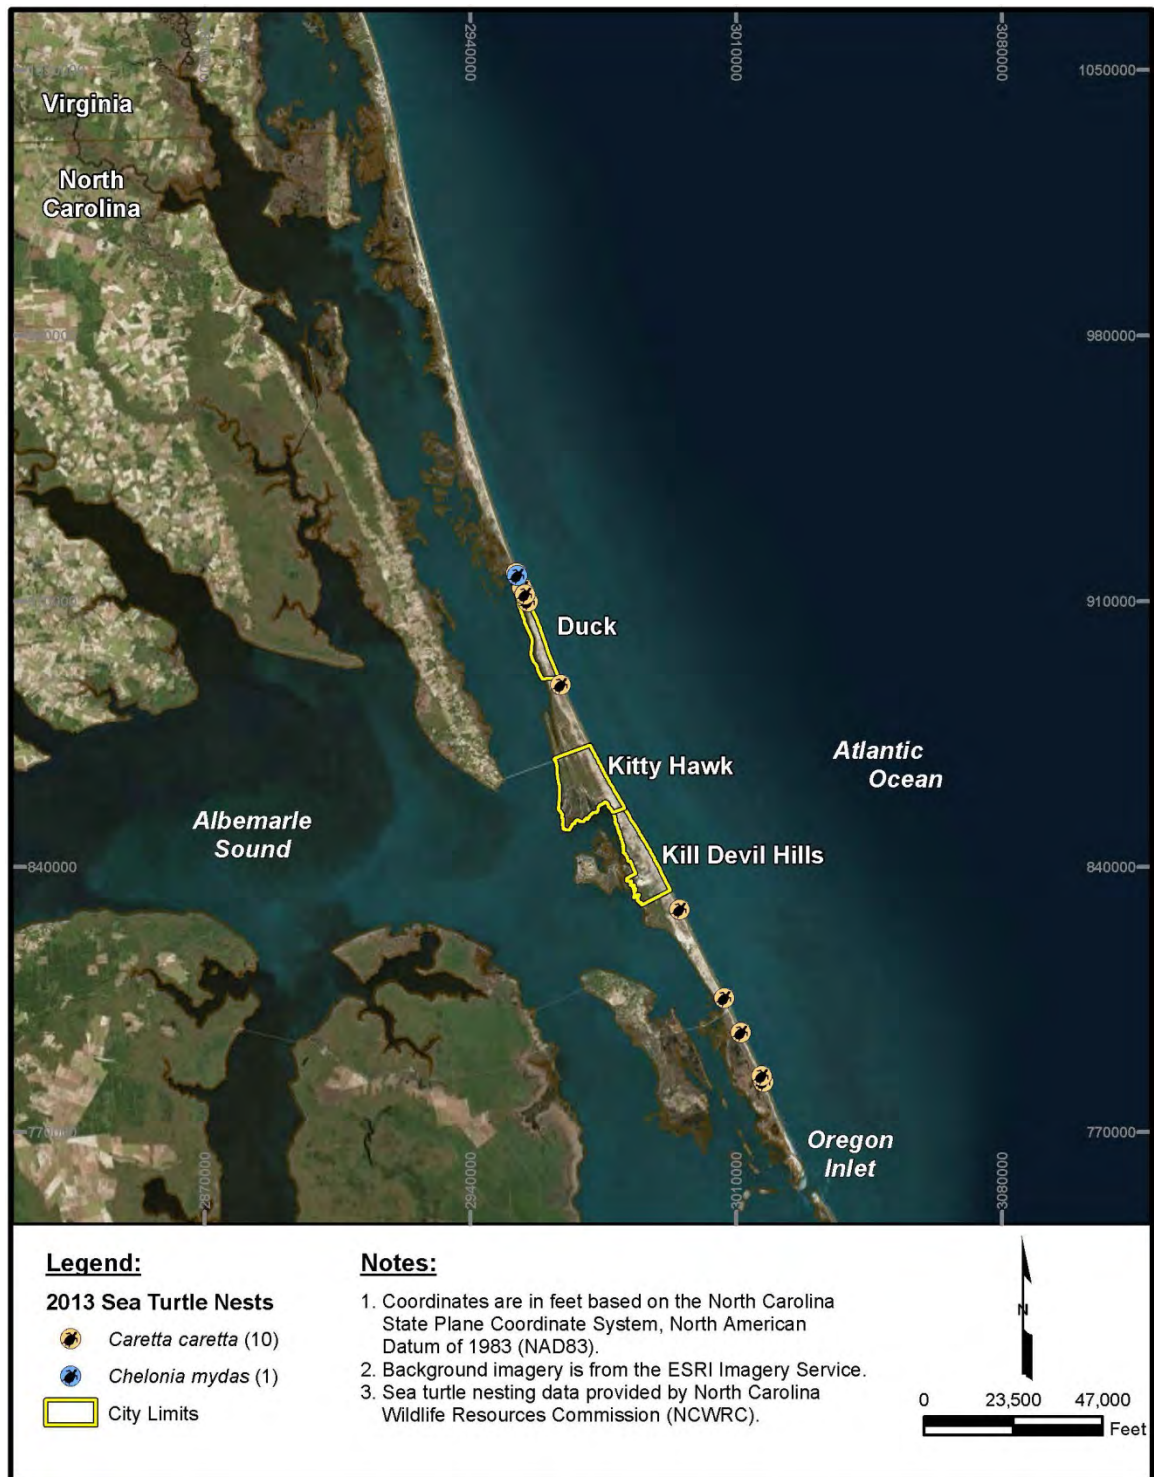 2940000
3010000
3080000
1050000
Virginia
North
Carolina
980000
910000
Duck
Kitty Hawk
Atlantic
Ocean
Albemarle
Sound
Kill Devil Hills
840000
840000
Oregon
Inlet
770000
770000
2870000
2940000
3010000
3080000
Legend:
2013 Sea Turtle Nests
Caretta caretta (10)
Chelonia mydas (1)
City Limits
Notes:
1. Coordinates are in feet based on the North Carolina
State Plane Coordinate System, North American
Datum of 1983 (NAD83).
2. Background imagery is from the ESRI Imagery Service.
3. Sea turtle nesting data provided by North Carolina
Wildlife Resources Commission (NCWRC).
N
0 23,500 47,000
Feet